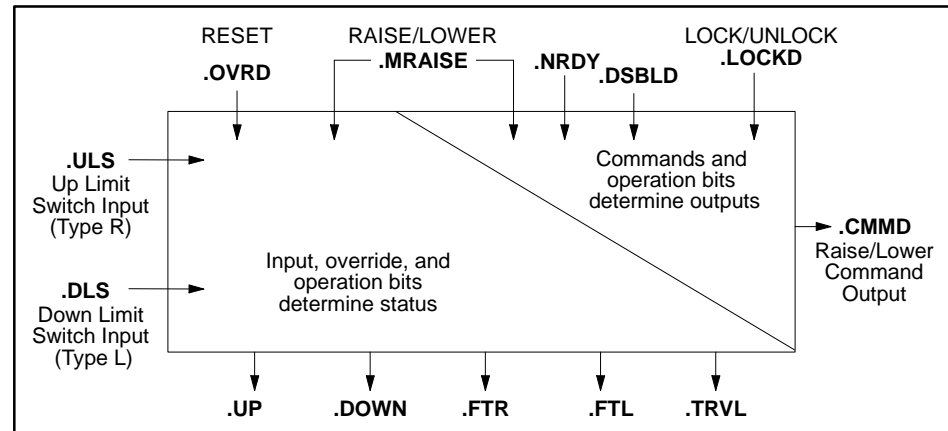 RESET
.OVRD
RAISE/LOWER
.MRAISE
.NRDY
.DSBLD
LOCK/UNLOCK
.LOCKD
.ULS
Up Limit
Switch Input
(Type R)
Commands and
operation bits
determine outputs
.CMMD
Raise/Lower
Command
Output
Input, override, and
operation bits
determine status
.DLS
Down Limit
Switch Input
(Type L)
.UP
.DOWN
.FTR
.FTL
.TRVL